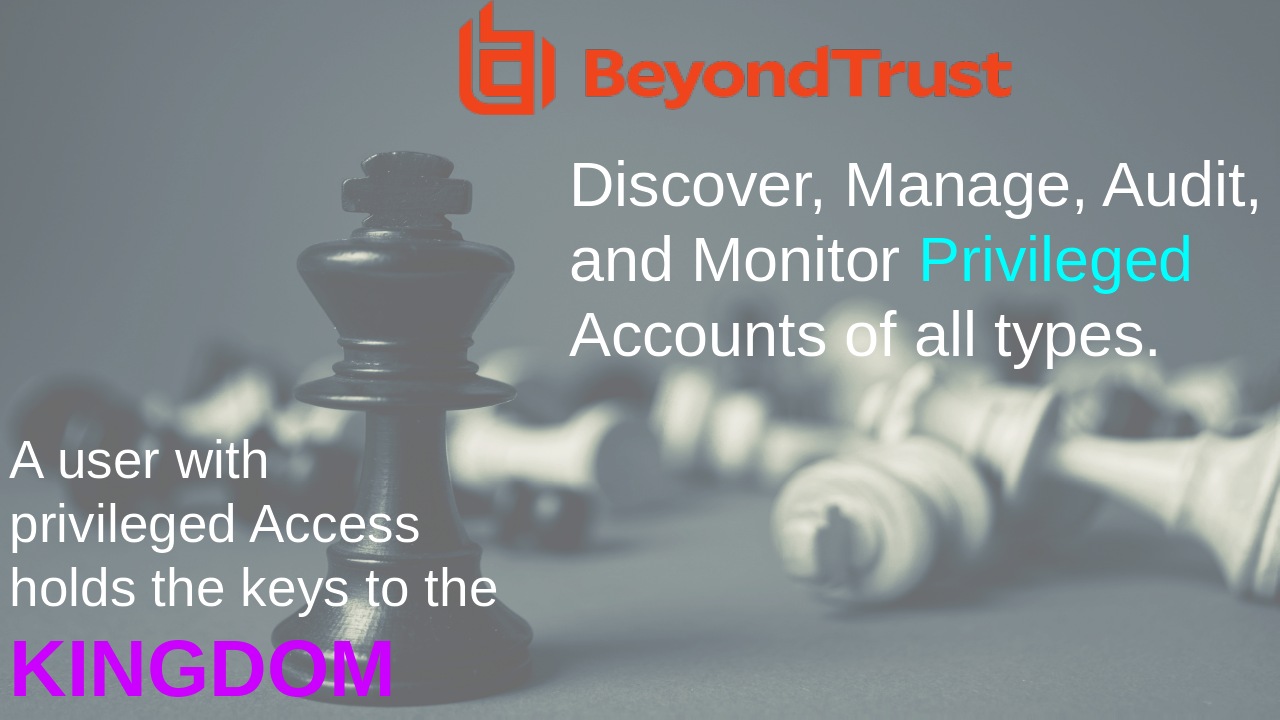 BeyondTrust
Discover, Manage, Audit,
and Monitor Privileged
Accounts of all types.
A user with
privileged Access
holds the keys to the
KINGDOM